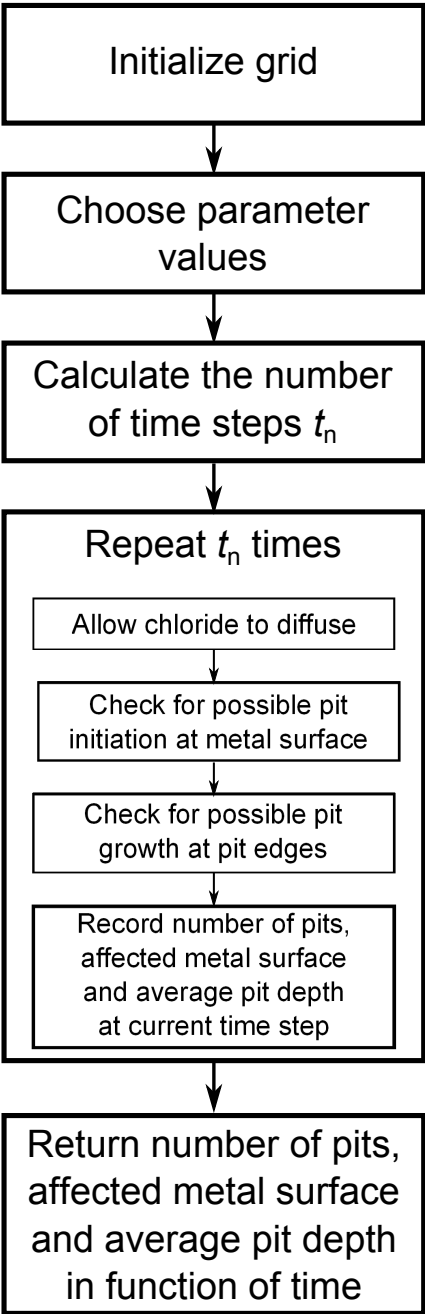 Initialize grid
Choose parameter
values
Calculate the number
of time steps tn
Repeat tn times
Allow chloride to diffuse
Check for possible pit
initiation at metal surface
Check for possible pit
growth at pit edges
Record number of pits,
affected metal surface
and average pit depth
at current time step
Return number of pits,
affected metal surface
and average pit depth
in function of time